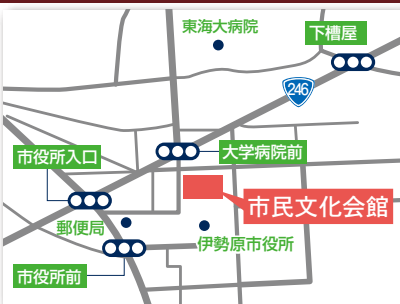 東海大病院
下糟屋
246
市役所入口
大学病院前
市民文化会館
郵便局
伊勢原市役所
市役所前